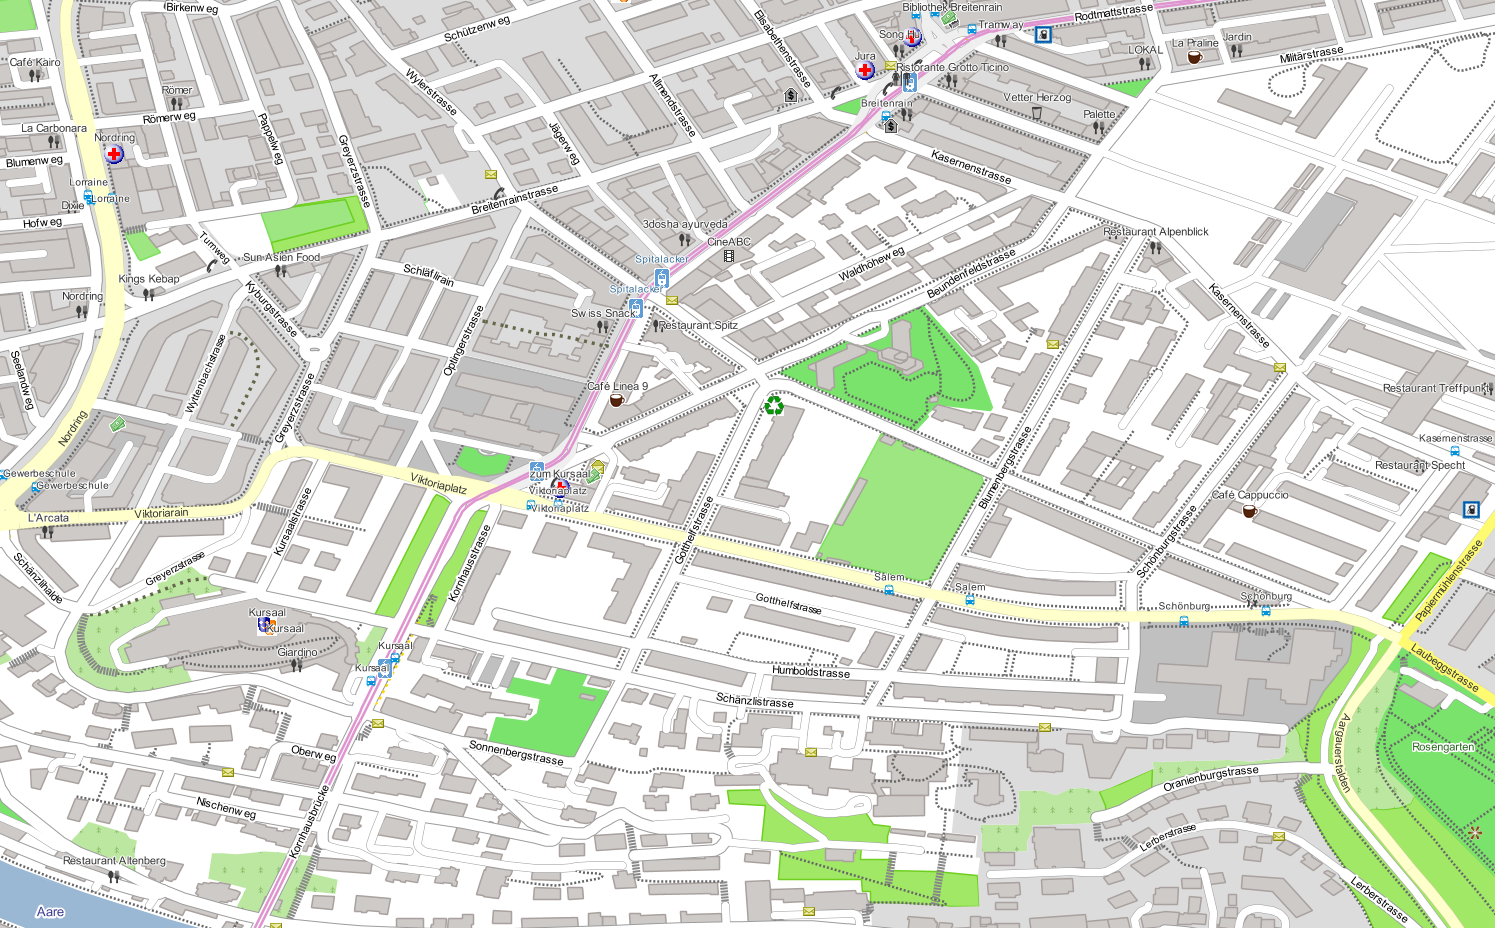 Birkenweg
Bibliothek Breitenrain
Rodtmattstrasse
Schützenweg
Elisabethenstrasse
Tramway
Song Hu
LOKAL
La Praline
Jardin
Militärstrasse
Jura
Café Kairo
Ristorante Grotto Ticino
Römer
Wylerstrasse
Allmendstrasse
Vetter Herzog
Breitenrain
Palette
Römerweg
Pappelweg
La Carbonara
Nordring
Jägerweg
Greyerzstrasse
Kasernenstrasse
Blumenweg
Lorraine
Lorraine
Dixie
Breitenrainstrasse
Hofweg
3dosha ayurveda
CineABC
Restaurant Alpenblick
Turnweg
Sun Asien Food
Spitalacker
Waldhöheweg
Beundenfeldstrasse
Schläflirain
Kings Kebap
Spitalacker
Nordring
Kyburgstrasse
Swiss Snack
Restaurant Spitz
Kasernenstrasse
Optingerstrasse
Seelandweg
Wyttenbachstrasse
Café Linea 9
Restaurant Treffpunkt
Greyerzstrasse
Nordring
Kasernenstrasse
Restaurant Specht
Blumenbergstrasse
Gewerbeschule
Gewerbeschule
zum Kursaal
Viktoriaplatz
Viktoriaplatz
Viktoriaplatz
Café Cappuccio
L'Arcata
Viktoriarain
Kursaalstrasse
Gotthelfstrasse
Schönburgstrasse
Greyerzstrasse
Schänzlihalde
Kornhausstrasse
Salem
Salem
Papiermühlenstrasse
Gotthelfstrasse
Schönburg
Schönburg
Kursaal
Kursaal
Kursaal
Giardino
Kursaal
Laubeggstrasse
Humboldstrasse
Schänzlistrasse
Aargauerstalden
Rosengarten
Oberweg
Sonnenbergstrasse
Oranienburgstrasse
Nischenweg
Kornhausbrücke
Lerberstrasse
Restaurant Altenberg
Lerberstrasse
Aare